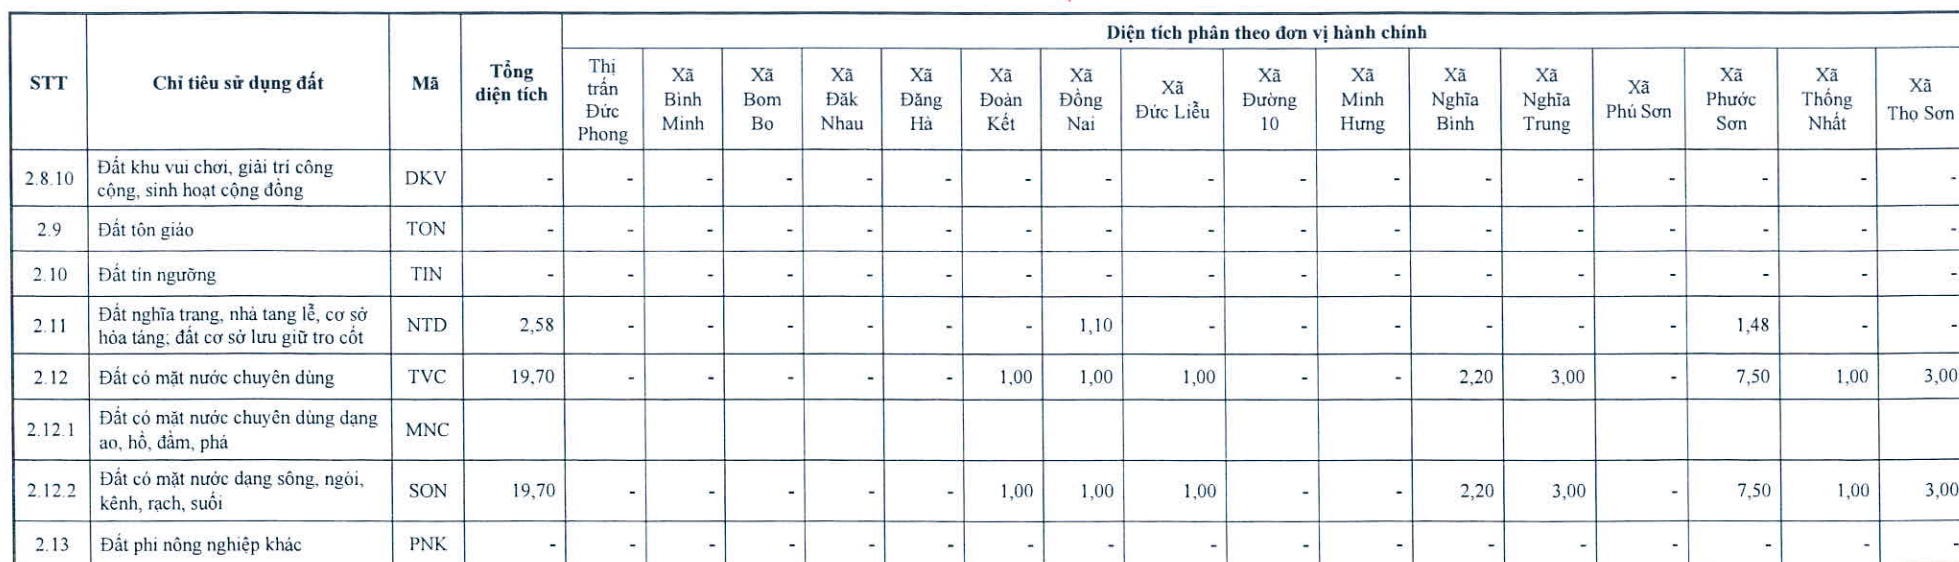 STT Chỉ tiêu sử dụng đất Mã Tổng diện tích Diện tích phân theo đơn vị hành chính
Thị trấn Đức Phong Xã Bình Minh Xã Bom Bo Xã Đăk Nhau Xã Đăng Hà Xã Đoàn Kết Xã Đồng Nai Xã Đức Liễu Xã Đường 10 Xã Minh Hưng Xã Nghĩa Bình Xã Nghĩa Trung Xã Phú Sơn Xã Phước Sơn Xã Thống Nhất Xã Thọ Sơn
2.8.10 Đất khu vui chơi, giải trí công cộng, sinh hoạt cộng đồng DKV - - - - - - - - - - - - - - - - -
2.9 Đất tôn giáo TON - - - - - - - - - - - - - - - - -
2.10 Đất tín ngưỡng TIN - - - - - - - - - - - - - - - - -
2.11 Đất nghĩa trang, nhà tang lễ, cơ sở hỏa táng; đất cơ sở lưu giữ tro cốt NTD 2,58 - - - - - - 1,10 - - - - - - 1,48 - -
2.12 Đất có mặt nước chuyên dùng TVC 19,70 - - - - - 1,00 1,00 1,00 - - 2,20 3,00 - 7,50 1,00 3,00
2.12.1 Đất có mặt nước chuyên dùng dạng ao, hồ, đầm, phá MNC
2.12.2 Đất có mặt nước dạng sông, ngòi, kênh, rạch, suối SON 19,70 - - - - - 1,00 1,00 1,00 - - 2,20 3,00 - 7,50 1,00 3,00
2.13 Đất phi nông nghiệp khác PNK - - - - - - - - - - - - - - - - -